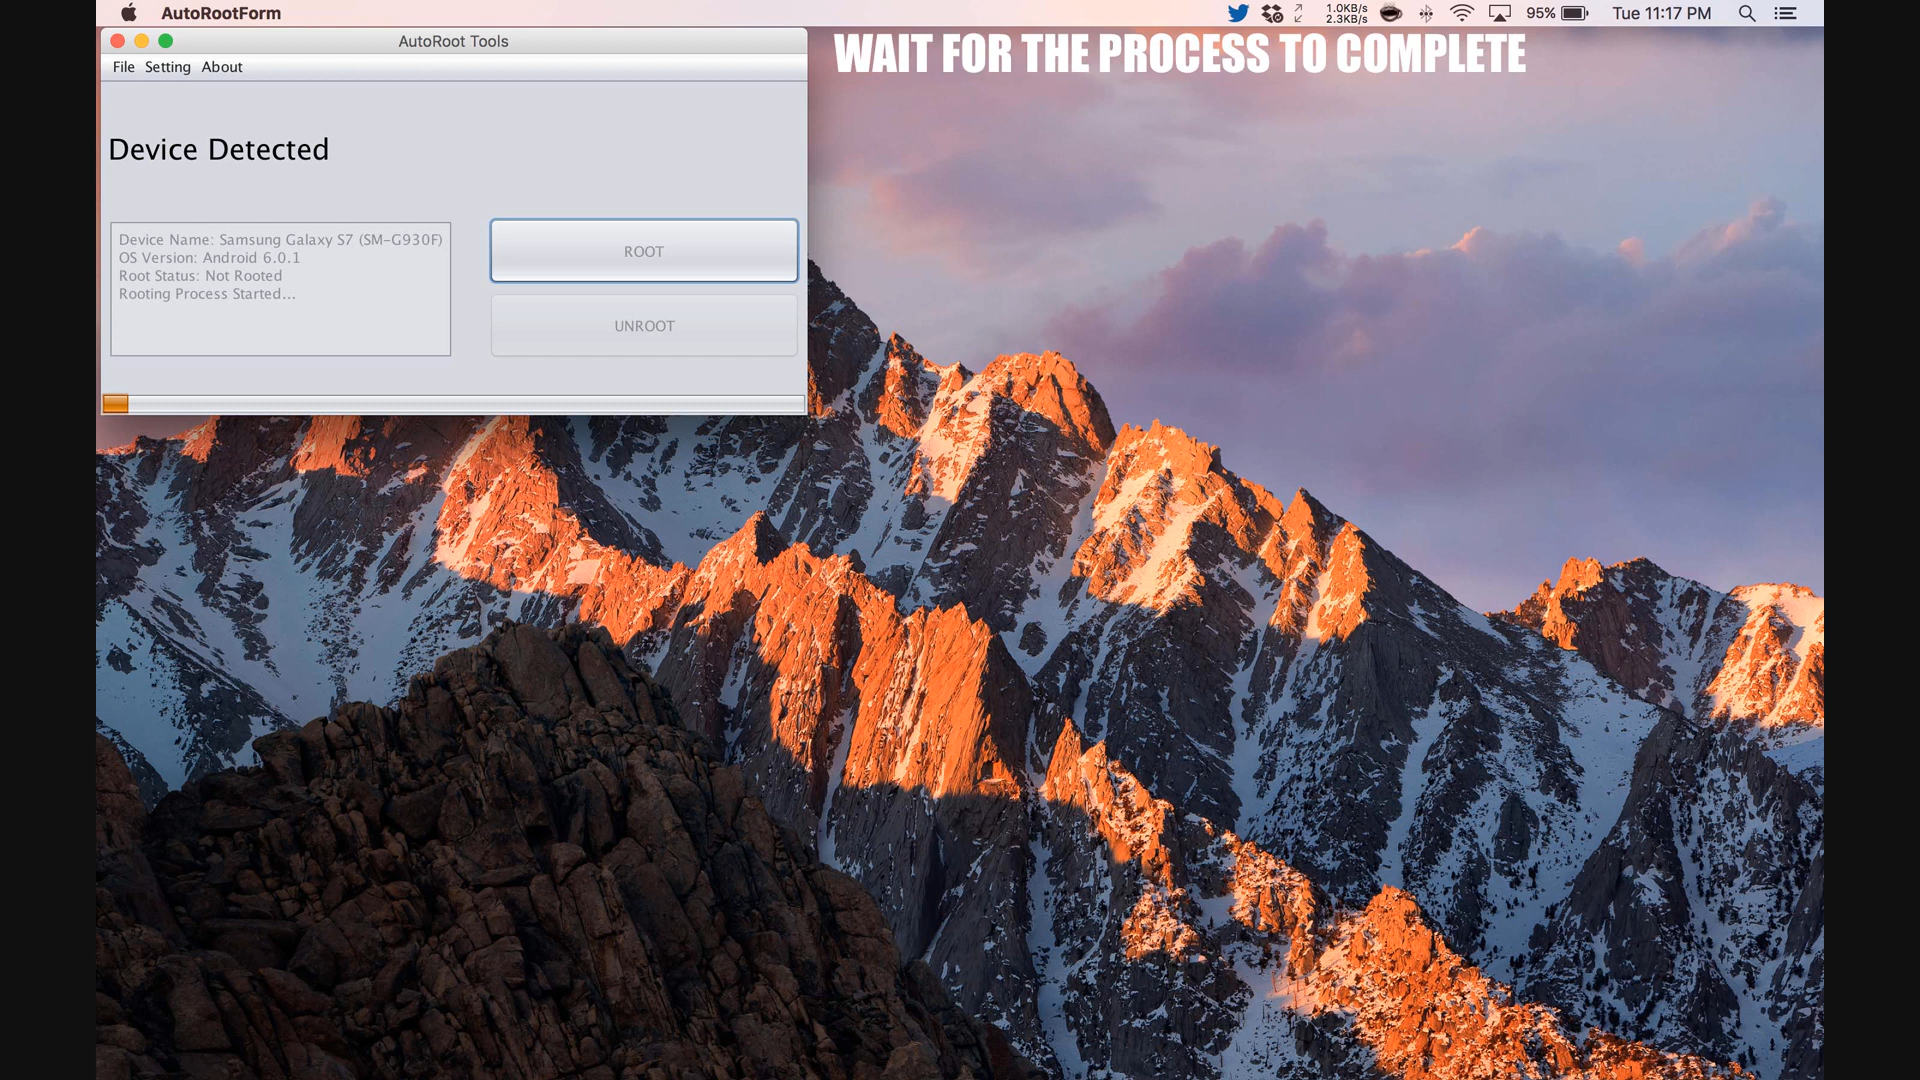 AutoRootForm
1.0KB/s
2.3KB/s
95%
Tue 11:17 PM
AutoRoot Tools
WAIT FOR THE PROCESS TO COMPLETE
File Setting About
Device Detected
Device Name: Samsung Galaxy S7 (SM-G930F)
OS Version: Android 6.0.1
Root Status: Not Rooted
Rooting Process Started...
ROOT
UNROOT